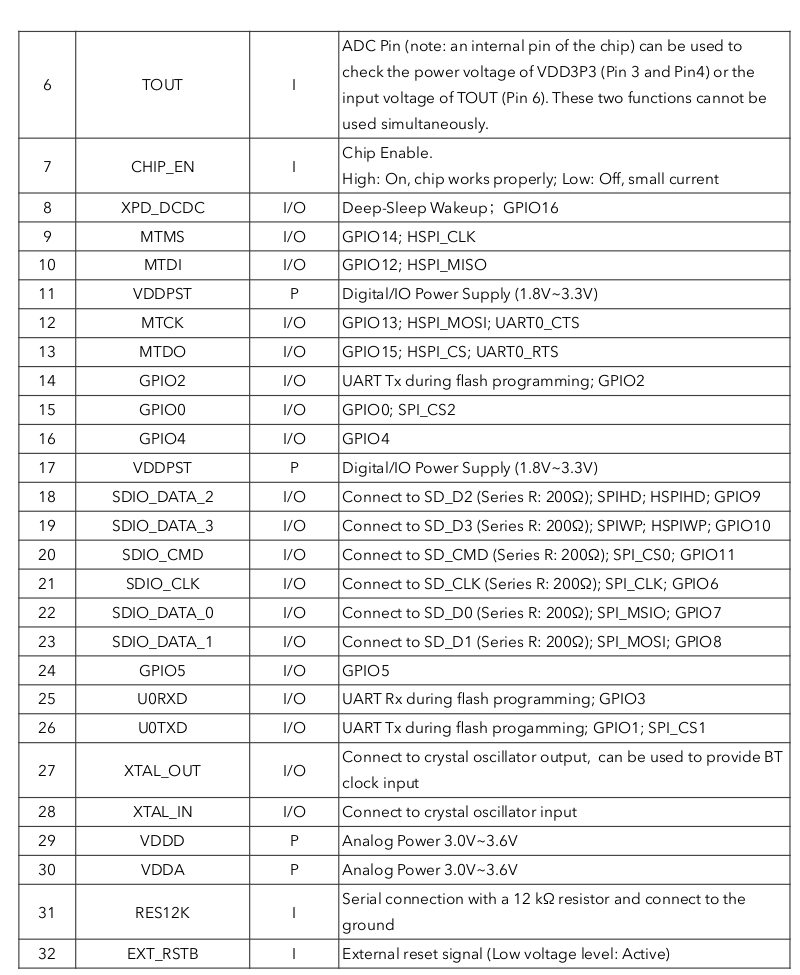 6 TOUT I ADC Pin (note: an internal pin of the chip) can be used to
check the power voltage of VDD3P3 (Pin 3 and Pin4) or the
input voltage of TOUT (Pin 6). These two functions cannot be
used simultaneously.
7 CHIP_EN I Chip Enable.
High: On, chip works properly; Low: Off, small current
8 XPD_DCDC I/O Deep-Sleep Wakeup；GPIO16
9 MTMS I/O GPIO14; HSPI_CLK
10 MTDI I/O GPIO12; HSPI_MISO
11 VDDPST P Digital/IO Power Supply (1.8V~3.3V)
12 MTCK I/O GPIO13; HSPI_MOSI; UART0_CTS
13 MTDO I/O GPIO15; HSPI_CS; UART0_RTS
14 GPIO2 I/O UART Tx during flash programming; GPIO2
15 GPIO0 I/O GPIO0; SPI_CS2
16 GPIO4 I/O GPIO4
17 VDDPST P Digital/IO Power Supply (1.8V~3.3V)
18 SDIO_DATA_2 I/O Connect to SD_D2 (Series R: 200Ω); SPIHD; HSPIHD; GPIO9
19 SDIO_DATA_3 I/O Connect to SD_D3 (Series R: 200Ω); SPIWP; HSPIWP; GPIO10
20 SDIO_CMD I/O Connect to SD_CMD (Series R: 200Ω); SPI_CS0; GPIO11
21 SDIO_CLK I/O Connect to SD_CLK (Series R: 200Ω); SPI_CLK; GPIO6
22 SDIO_DATA_0 I/O Connect to SD_D0 (Series R: 200Ω); SPI_MSIO; GPIO7
23 SDIO_DATA_1 I/O Connect to SD_D1 (Series R: 200Ω); SPI_MOSI; GPIO8
24 GPIO5 I/O GPIO5
25 U0RXD I/O UART Rx during flash programming; GPIO3
26 U0TXD I/O UART Tx during flash progamming; GPIO1; SPI_CS1
27 XTAL_OUT I/O Connect to crystal oscillator output, can be used to provide BT
clock input
28 XTAL_IN I/O Connect to crystal oscillator input
29 VDDD P Analog Power 3.0V~3.6V
30 VDDA P Analog Power 3.0V~3.6V
31 RES12K I Serial connection with a 12 kΩ resistor and connect to the
ground
32 EXT_RSTB I External reset signal (Low voltage level: Active)